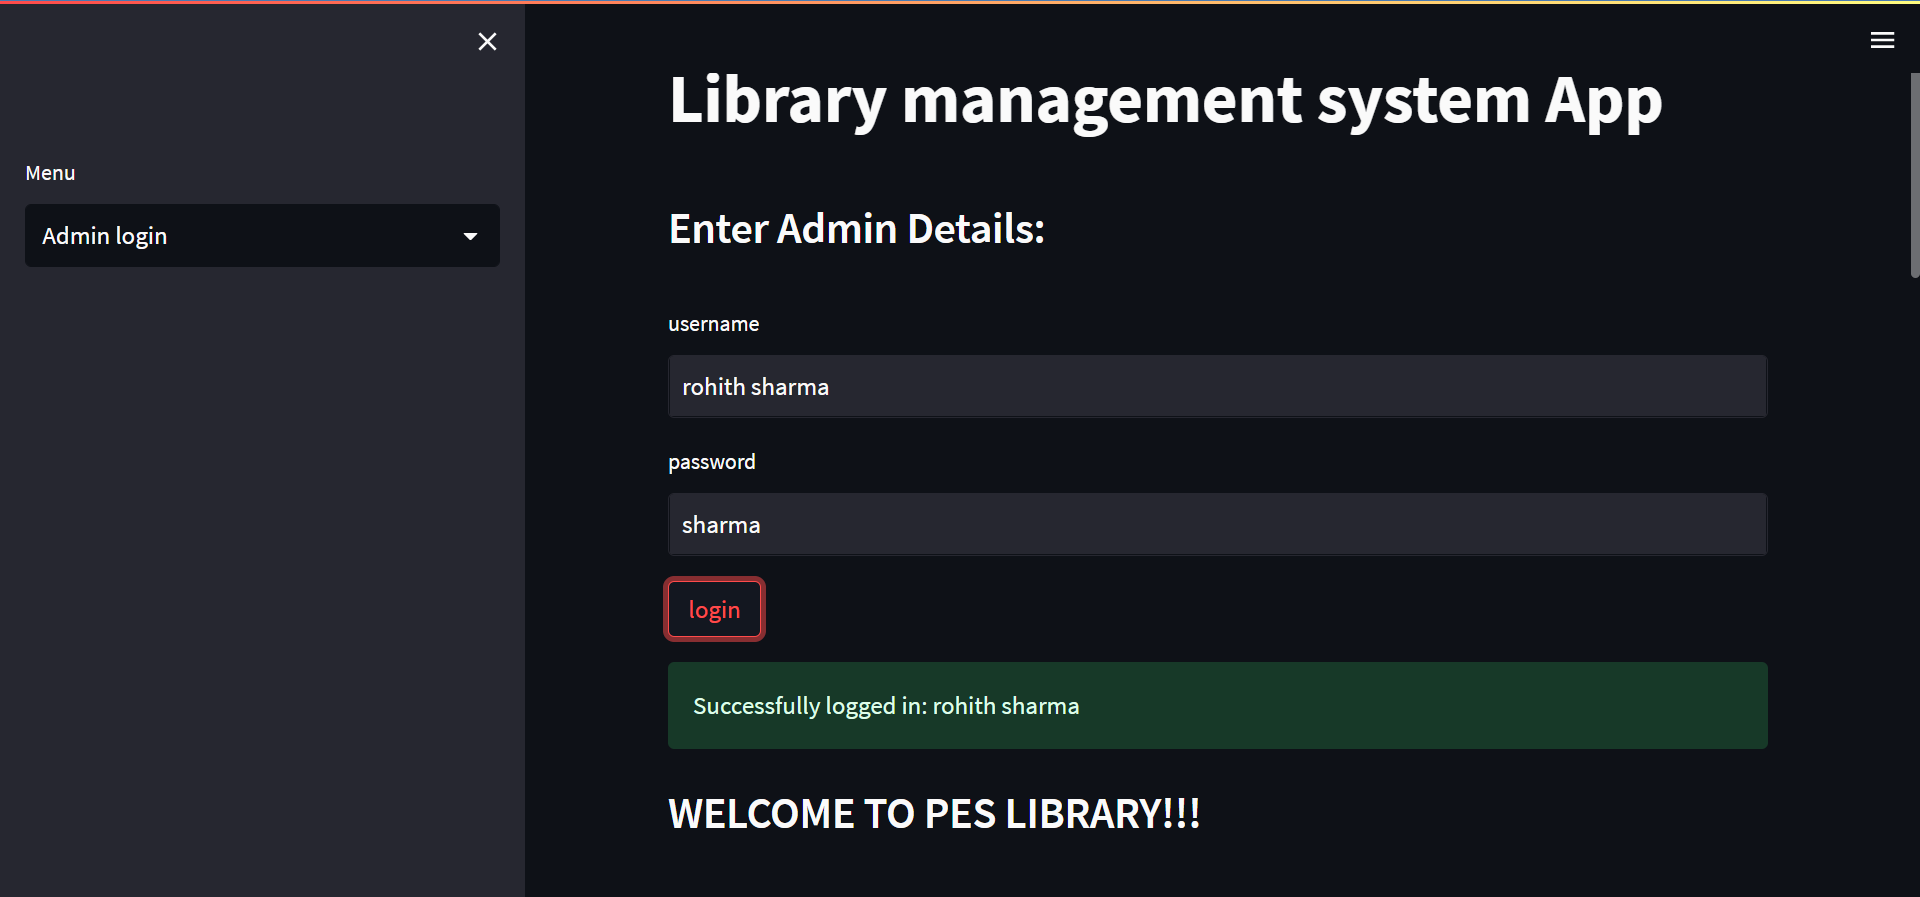 Menu
Admin login
Library management system App
Enter Admin Details:
username
rohith sharma
password
sharma
login
Successfully logged in: rohith sharma
WELCOME TO PES LIBRARY!!!